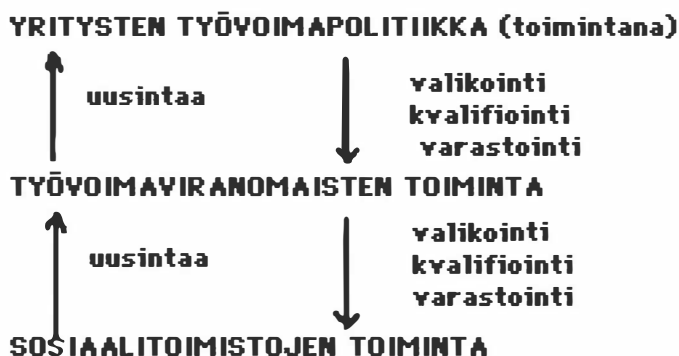 YRITYSTEN TYÖVOIMAPOLITIIKKA (toimintana)
uusintaa
valikointi
kvalifiointi
varastointi
TYÖVOIMAVIRANOMAISTEN TOIMINTA
uusintaa
valikointi
kvalifiointi
varastointi
SOSIAALITOIMISTOJEN TOIMINTA